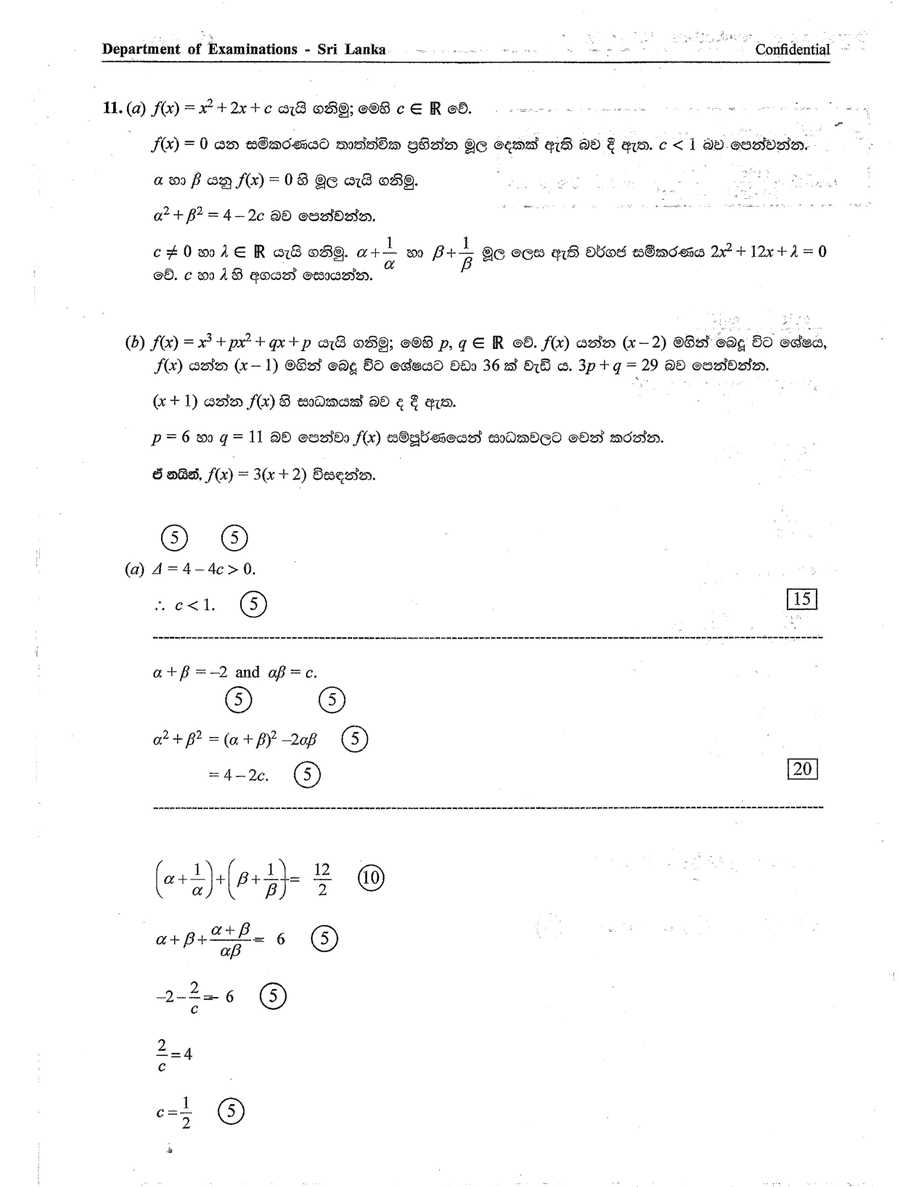 Department of Examinations - Sri Lanka Confidential
11. (a) f(x) = x² + 2x + c යැයි ගනිමු; මෙහි c ∈ ℝ වේ.
f(x) = 0 යන සමීකරණයට තාත්ත්වික ප්‍රභින්න මූල දෙකක් ඇති බව දී ඇත. c < 1 බව පෙන්වන්න.
α හා β යනු f(x) = 0 හි මූල යැයි ගනිමු.
α² + β² = 4 – 2c බව පෙන්වන්න.
c ≠ 0 හා λ ∈ ℝ යැයි ගනිමු. α + 1/α හා β + 1/β මූල ලෙස ඇති වර්ගජ සමීකරණය 2x² + 12x + λ = 0
වේ. c හා λ හි අගයන් සොයන්න.
(b) f(x) = x³ + px² + qx + p යැයි ගනිමු; මෙහි p, q ∈ ℝ වේ. f(x) යන්න (x – 2) මගින් බෙදූ විට ශේෂය,
f(x) යන්න (x – 1) මගින් බෙදූ විට ශේෂයට වඩා 36 ක් වැඩි ය. 3p + q = 29 බව පෙන්වන්න.
(x + 1) යන්න f(x) හි සාධකයක් බව ද දී ඇත.
p = 6 හා q = 11 බව පෙන්වා f(x) සම්පූර්ණයෙන් සාධකවලට වෙන් කරන්න.
ඒ නයින්, f(x) = 3(x + 2) විසඳන්න.
5 5
(a) Δ = 4 – 4c > 0.
∴ c < 1. 5 15
α + β = –2 and αβ = c.
5 5
α² + β² = (α + β)² –2αβ 5
= 4 – 2c. 5 20
(α + 1/α) + (β + 1/β) = 12/2 10
α + β + (α + β)/αβ = 6 5
–2 – 2/c = – 6 5
2/c = 4
c = 1/2 5